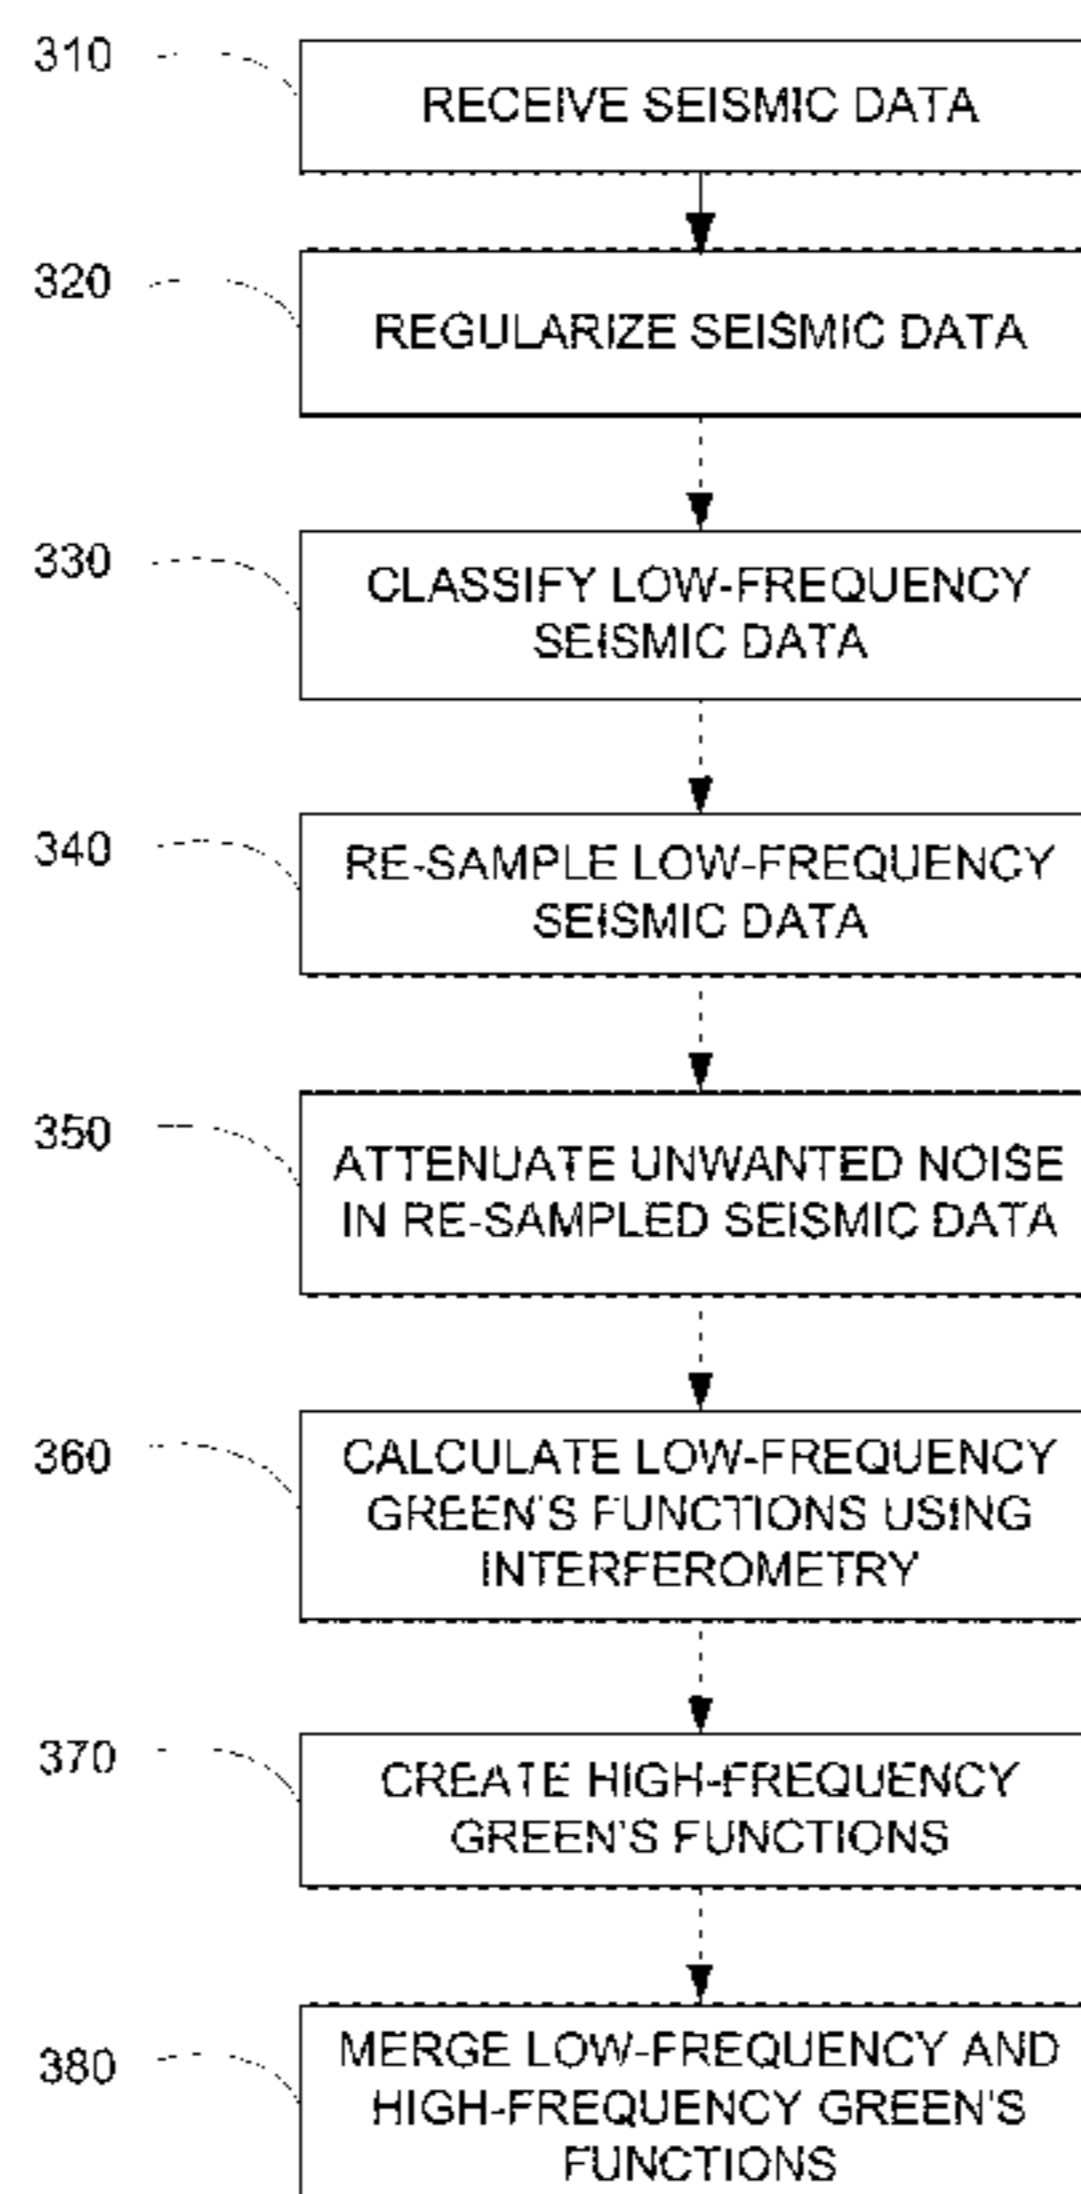 310
RECEIVE SEISMIC DATA
320
REGULARIZE SEISMIC DATA
330
CLASSIFY LOW-FREQUENCY
SEISMIC DATA
340
RE-SAMPLE LOW-FREQUENCY
SEISMIC DATA
350
ATTENUATE UNWANTED NOISE
IN RE-SAMPLED SEISMIC DATA
360
CALCULATE LOW-FREQUENCY
GREEN'S FUNCTIONS USING
INTERFEROMETRY
370
CREATE HIGH-FREQUENCY
GREEN'S FUNCTIONS
380
MERGE LOW-FREQUENCY AND
HIGH-FREQUENCY GREEN'S
FUNCTIONS